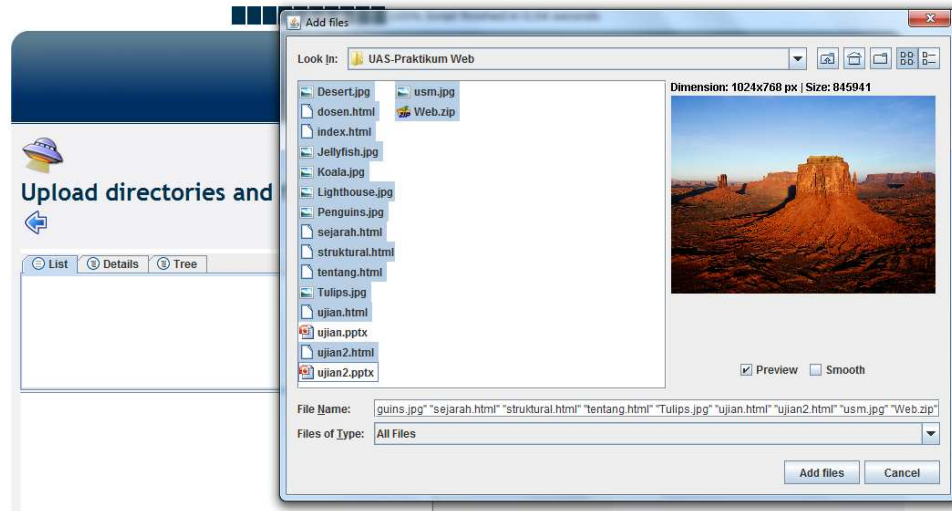 Add files
Look In: UAS-Praktikum Web
Dimension: 1024x768 px | Size: 845941
Desert.jpg
dosen.html
index.html
Jellyfish.jpg
Koala.jpg
Lighthouse.jpg
Penguins.jpg
sejarah.html
struktural.html
tentang.html
Tulips.jpg
ujian.html
ujian.pptx
ujian2.html
ujian2.pptx
usm.jpg
Web.zip
Preview Smooth
File Name: guins.jpg" "sejarah.html" "struktural.html" "tentang.html" "Tulips.jpg" "ujian.html" "ujian2.html" "usm.jpg" "Web.zip"
Files of Type: All Files
Add files Cancel
Upload directories and
List Details Tree